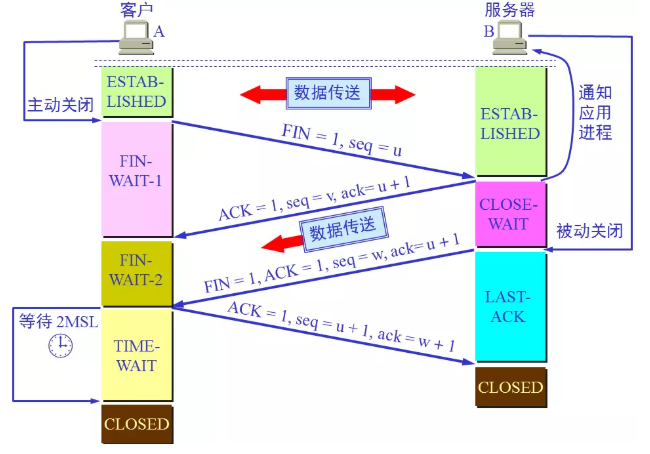 客户
A
服务器
B
ESTAB-
LISHED
数据传送
主动关闭
ESTAB-
LISHED
通知
应用
进程
FIN = 1, seq = u
FIN-
WAIT-1
ACK = 1, seq = v, ack= u + 1
CLOSE-
WAIT
数据传送
被动关闭
FIN-
WAIT-2
FIN = 1, ACK = 1, seq = w, ack= u + 1
LAST-
ACK
等待 2MSL
ACK = 1, seq = u + 1, ack = w + 1
TIME-
WAIT
CLOSED
CLOSED